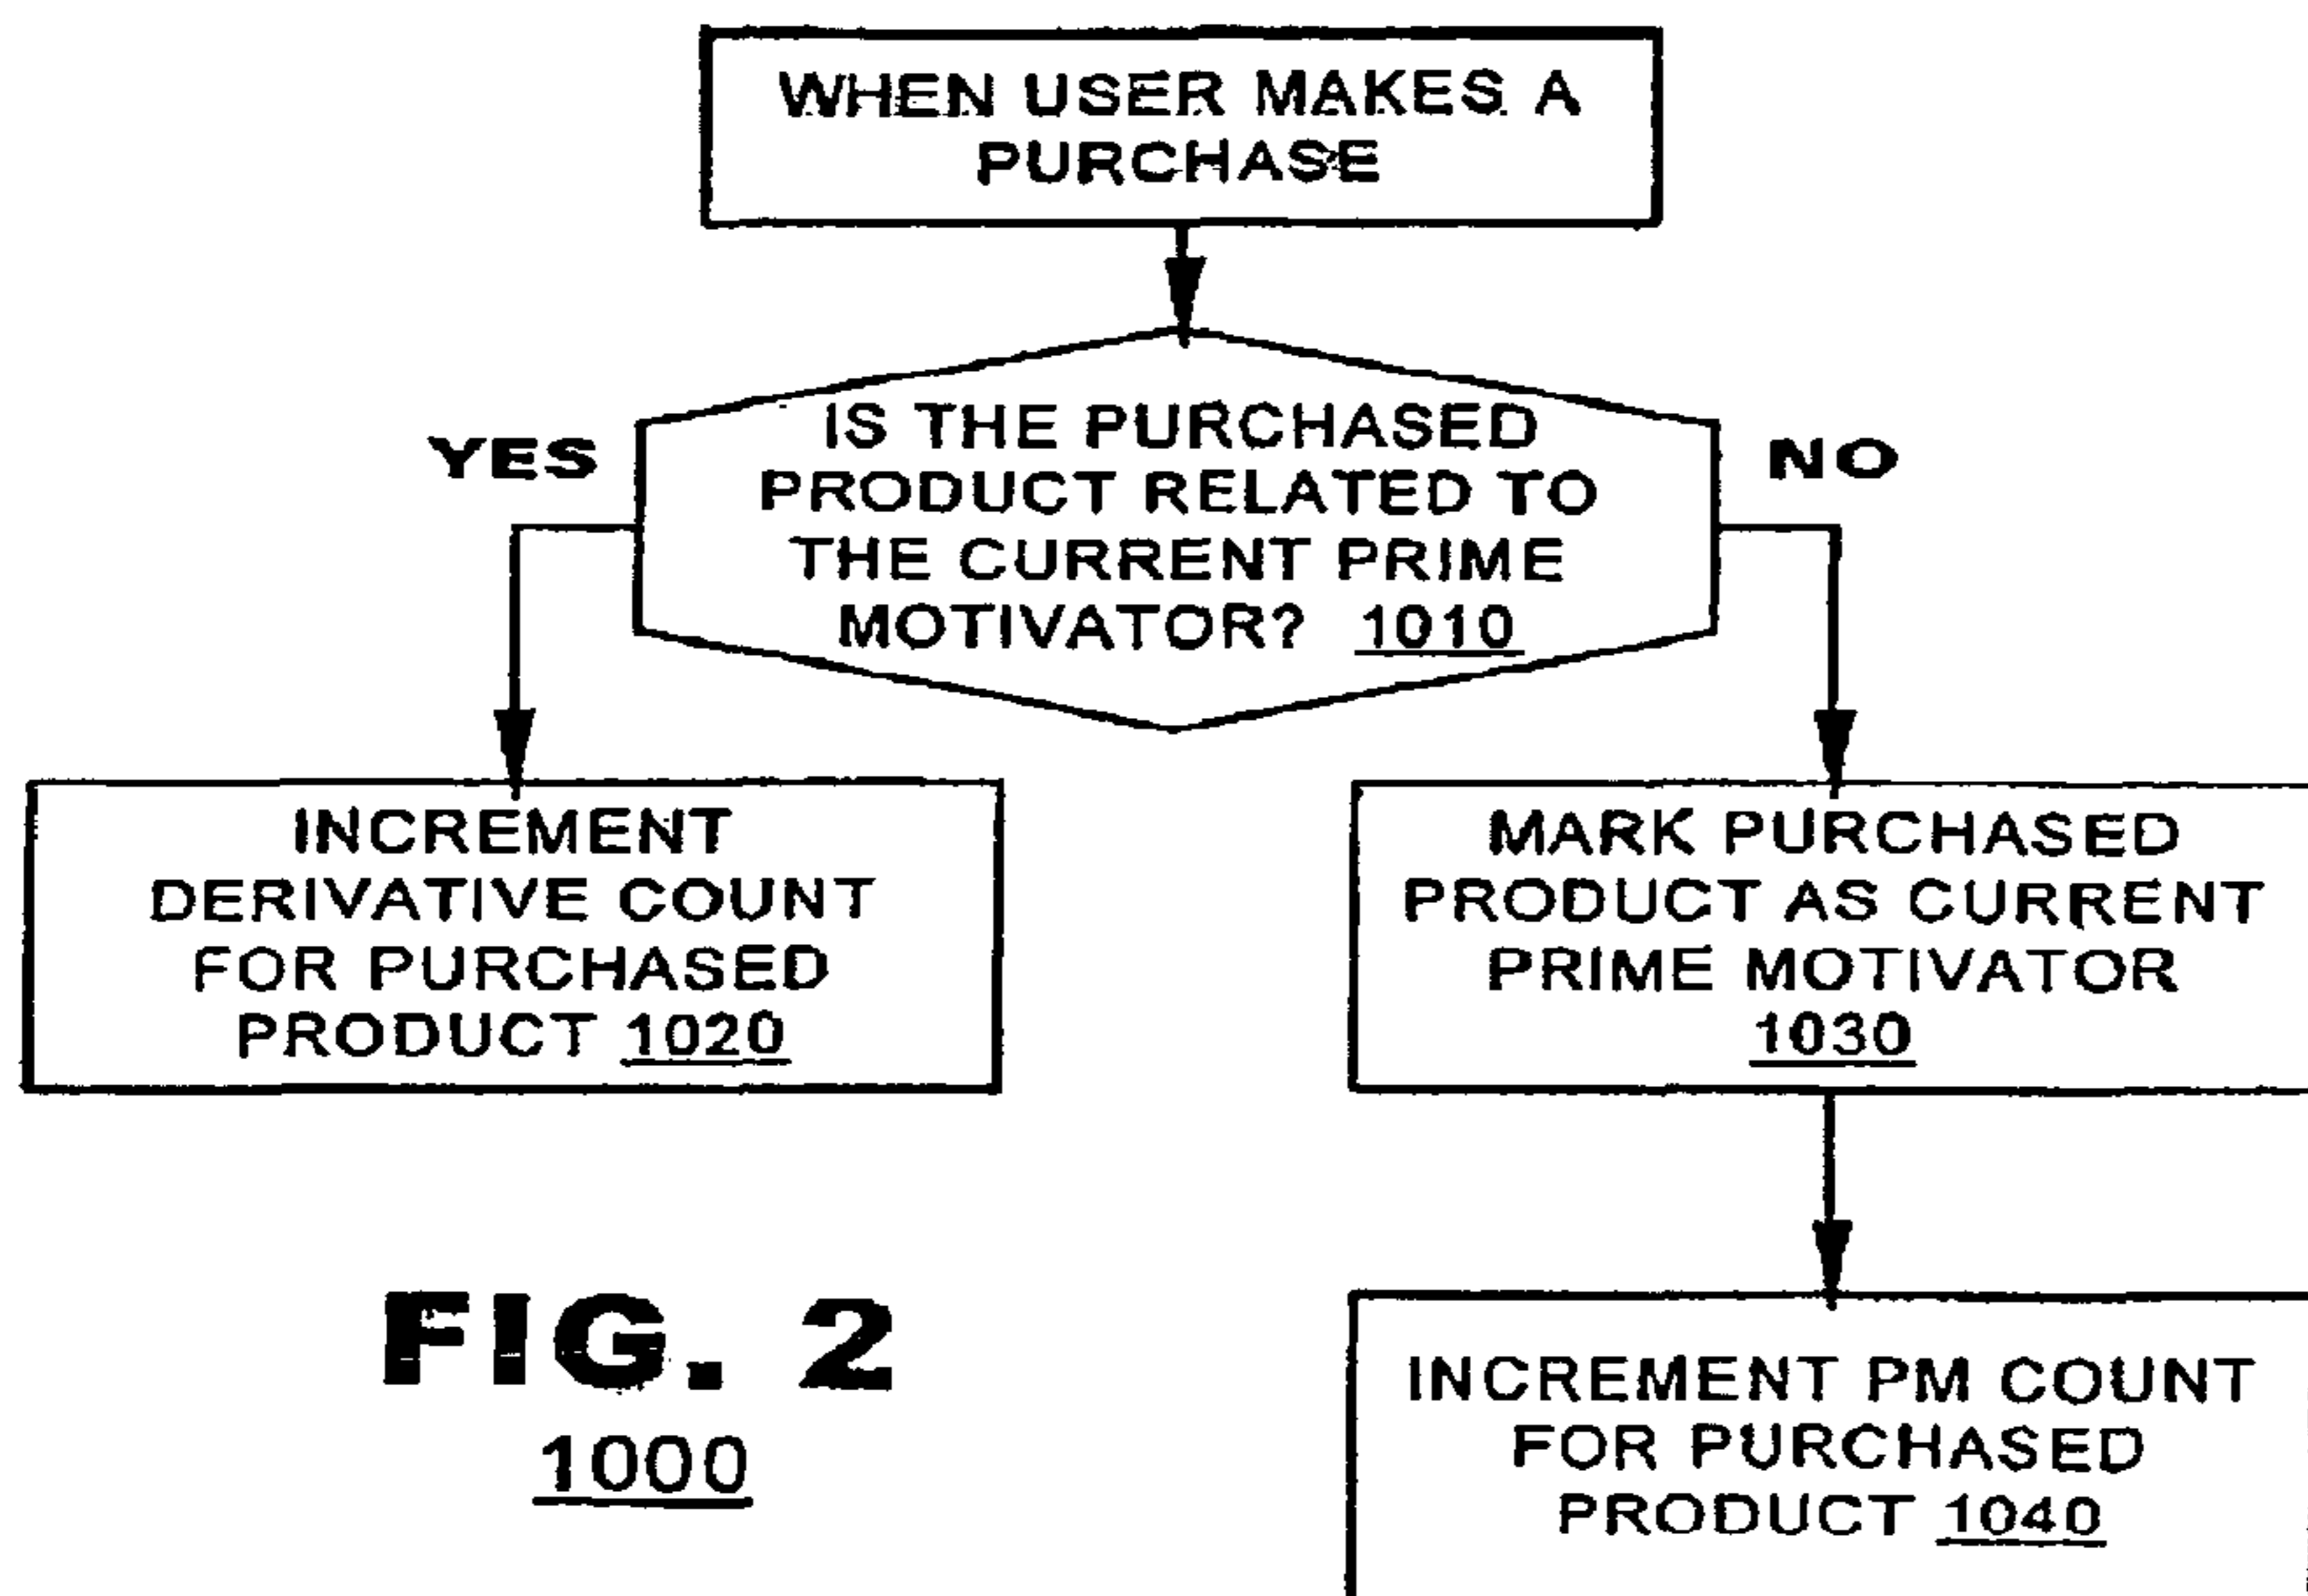 WHEN USER MAKES A
PURCHASE
IS THE PURCHASED
PRODUCT RELATED TO
THE CURRENT PRIME
MOTIVATOR? 1010
YES
NO
INCREMENT
DERIVATIVE COUNT
FOR PURCHASED
PRODUCT 1020
MARK PURCHASED
PRODUCT AS CURRENT
PRIME MOTIVATOR
1030
INCREMENT PM COUNT
FOR PURCHASED
PRODUCT 1040
FIG. 2
1000